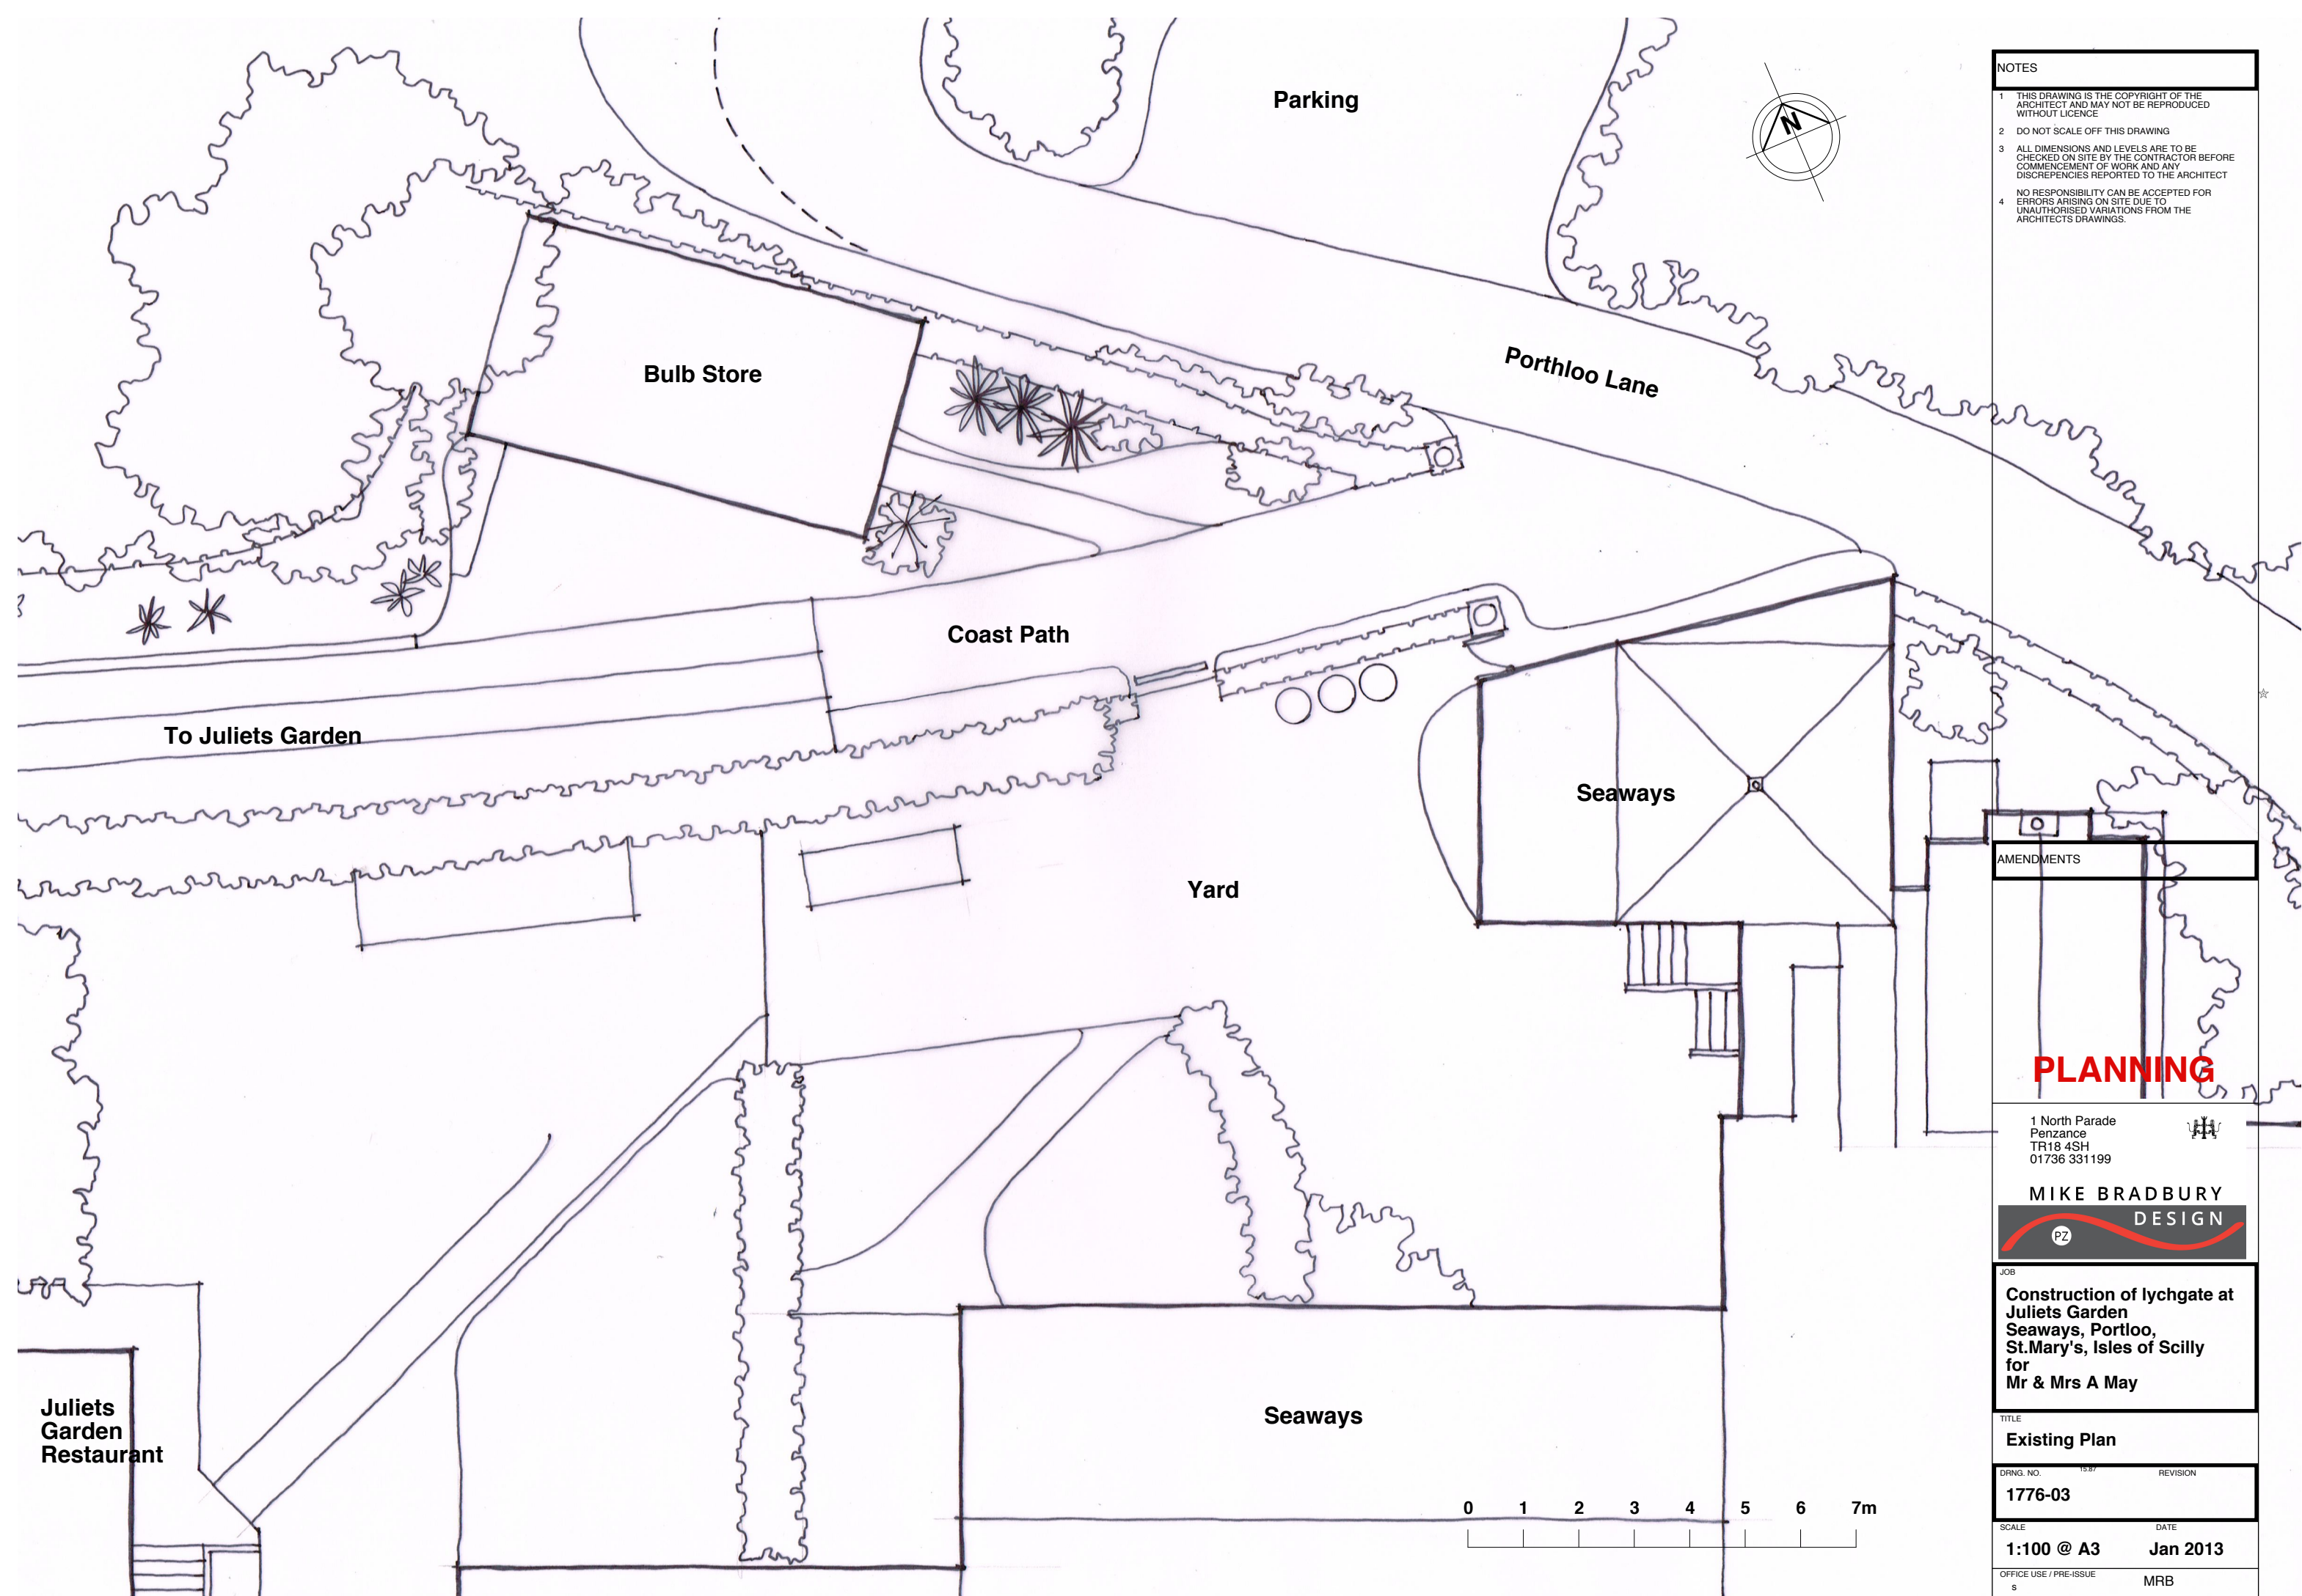 Parking
N
Bulb Store
Porthloo Lane
Coast Path
To Juliets Garden
Seaways
Yard
Juliets
Garden
Restaurant
Seaways
0 1 2 3 4 5 6 7m
NOTES
1 THIS DRAWING IS THE COPYRIGHT OF THE
ARCHITECT AND MAY NOT BE REPRODUCED
WITHOUT LICENCE
2 DO NOT SCALE OFF THIS DRAWING
3 ALL DIMENSIONS AND LEVELS ARE TO BE
CHECKED ON SITE BY THE CONTRACTOR BEFORE
COMMENCEMENT OF WORK AND ANY
DISCREPENCIES REPORTED TO THE ARCHITECT
NO RESPONSIBILITY CAN BE ACCEPTED FOR
4 ERRORS ARISING ON SITE DUE TO
UNAUTHORISED VARIATIONS FROM THE
ARCHITECTS DRAWINGS.
AMENDMENTS
PLANNING
1 North Parade
Penzance
TR18 4SH
01736 331199
MIKE BRADBURY
DESIGN
PZ
JOB
Construction of lychgate at
Juliets Garden
Seaways, Portloo,
St.Mary's, Isles of Scilly
for
Mr & Mrs A May
TITLE
Existing Plan
DRNG. NO. 15.87 REVISION
1776-03
SCALE DATE
1:100 @ A3 Jan 2013
OFFICE USE / PRE-ISSUE MRB
s